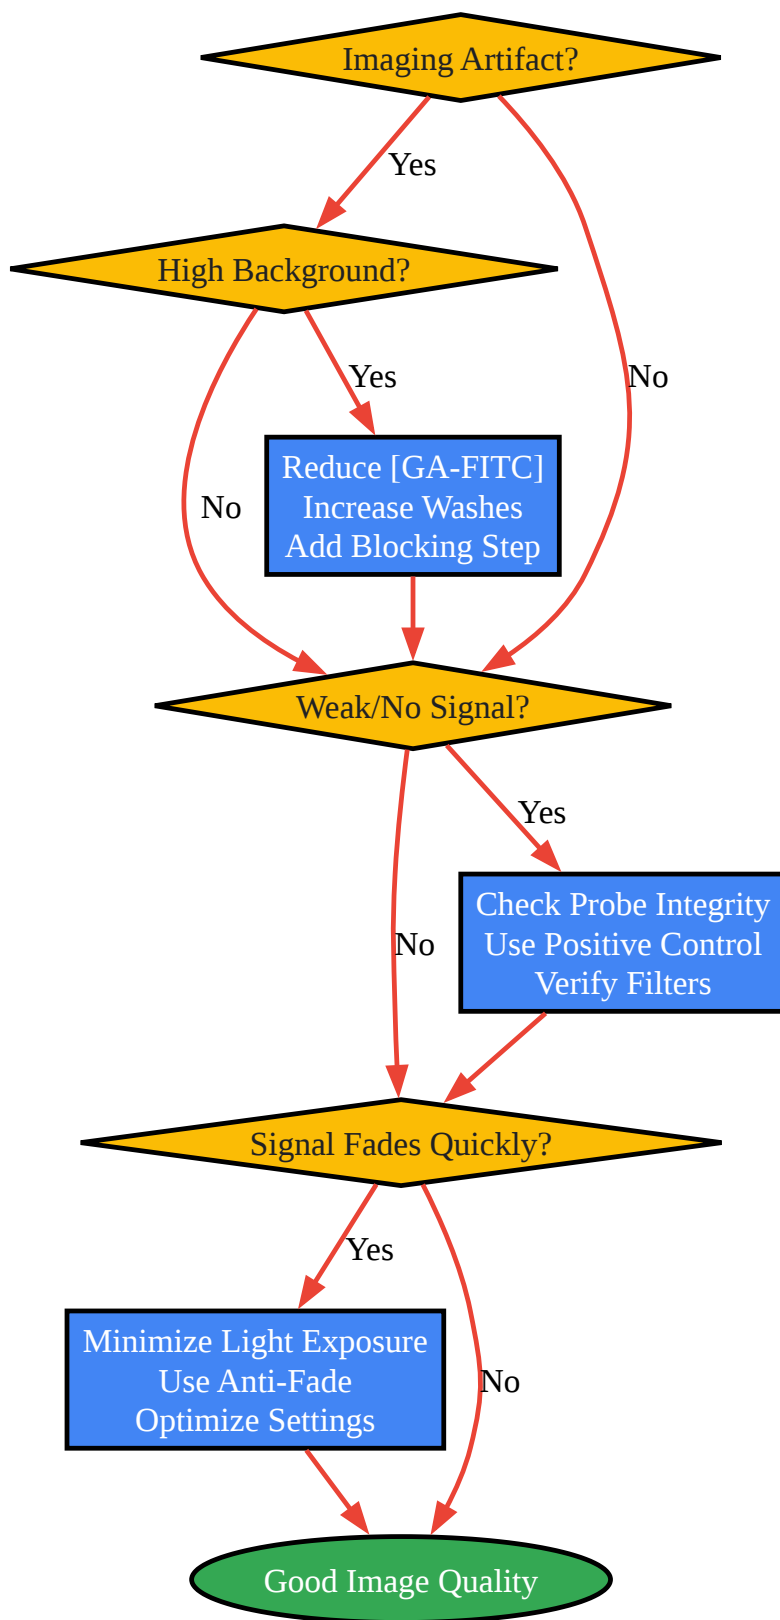 Imaging Artifact?
Yes
High Background?
Yes
No
Reduce [GA-FITC]
Increase Washes
Add Blocking Step
No
Weak/No Signal?
Yes
Check Probe Integrity
Use Positive Control
Verify Filters
No
Signal Fades Quickly?
Yes
Minimize Light Exposure
Use Anti-Fade
Optimize Settings
No
Good Image Quality